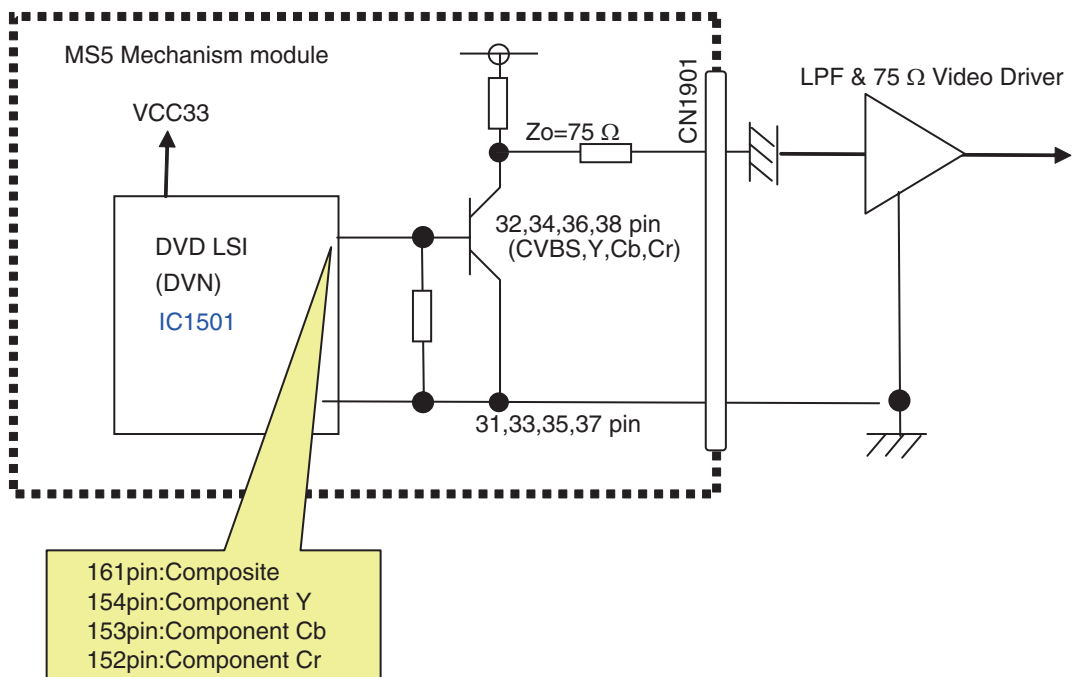 MS5 Mechanism module
VCC33
DVD LSI
(DVN)
IC1501
Zo=75 Ω
CN1901
LPF & 75 Ω Video Driver
32,34,36,38 pin
(CVBS,Y,Cb,Cr)
31,33,35,37 pin
161pin:Composite
154pin:Component Y
153pin:Component Cb
152pin:Component Cr